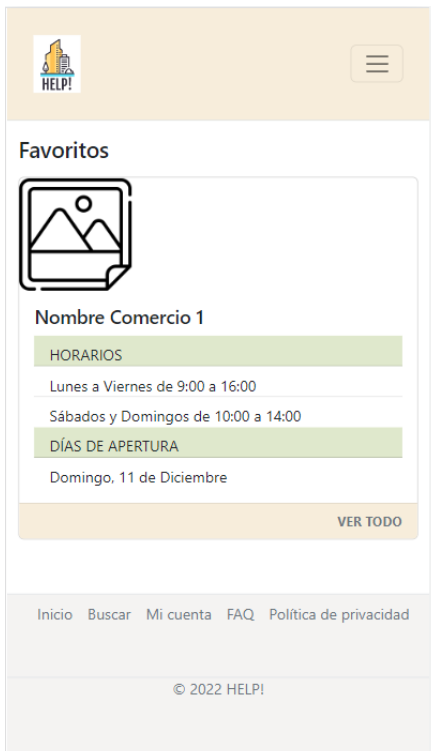 HELP!
Favoritos
Nombre Comercio 1
HORARIOS
Lunes a Viernes de 9:00 a 16:00
Sábados y Domingos de 10:00 a 14:00
DÍAS DE APERTURA
Domingo, 11 de Diciembre
VER TODO
Inicio Buscar Mi cuenta FAQ Política de privacidad
© 2022 HELP!